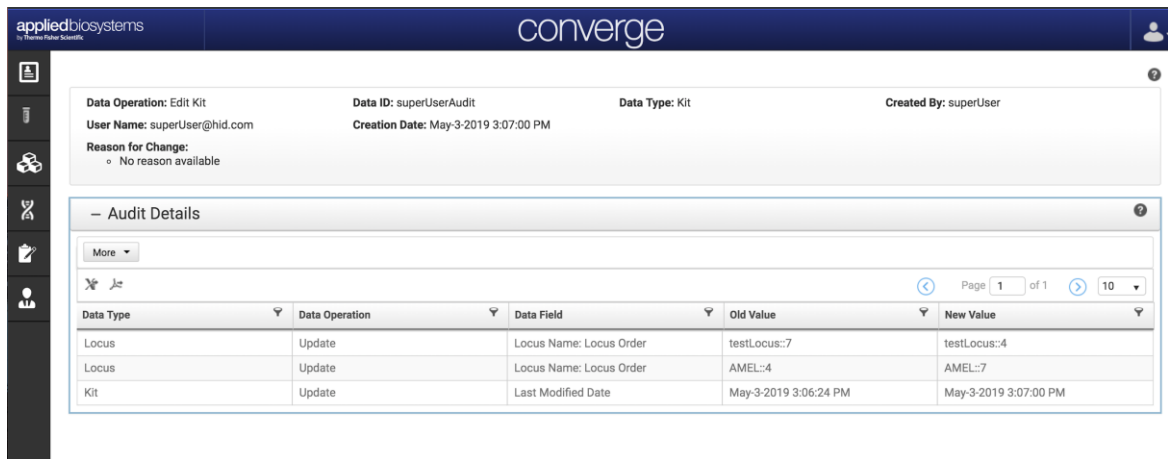 appliedbiosystems
by Thermo Fisher Scientific
converge
Data Operation: Edit Kit
Data ID: superUserAudit
Data Type: Kit
Created By: superUser
User Name: superUser@hid.com
Creation Date: May-3-2019 3:07:00 PM
Reason for Change:
No reason available
– Audit Details
More
Page 1 of 1 10
Data Type Data Operation Data Field Old Value New Value
Locus Update Locus Name: Locus Order testLocus::7 testLocus::4
Locus Update Locus Name: Locus Order AMEL::4 AMEL::7
Kit Update Last Modified Date May-3-2019 3:06:24 PM May-3-2019 3:07:00 PM